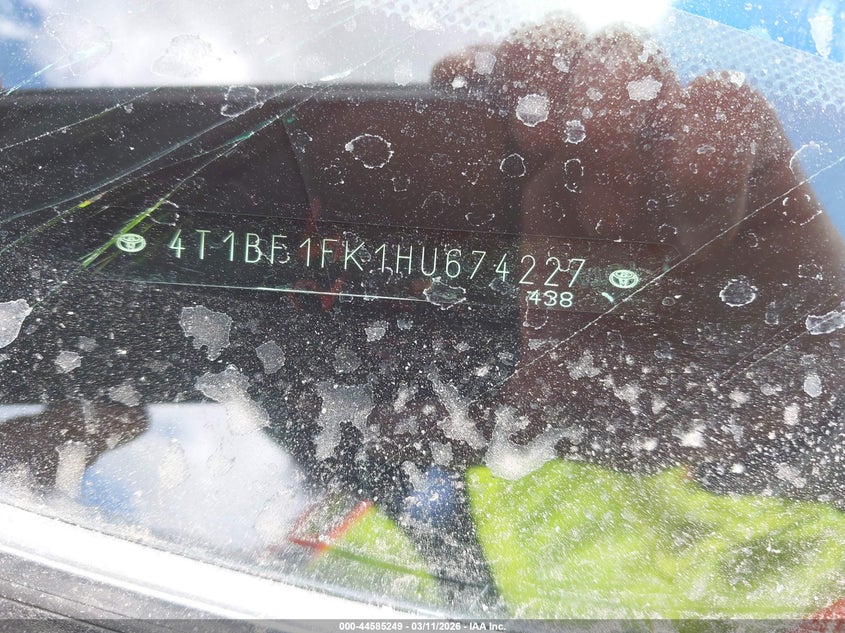 4T1BF1FK1HU674227
438
000-44585249 - 03/11/2026 - IAA Inc.